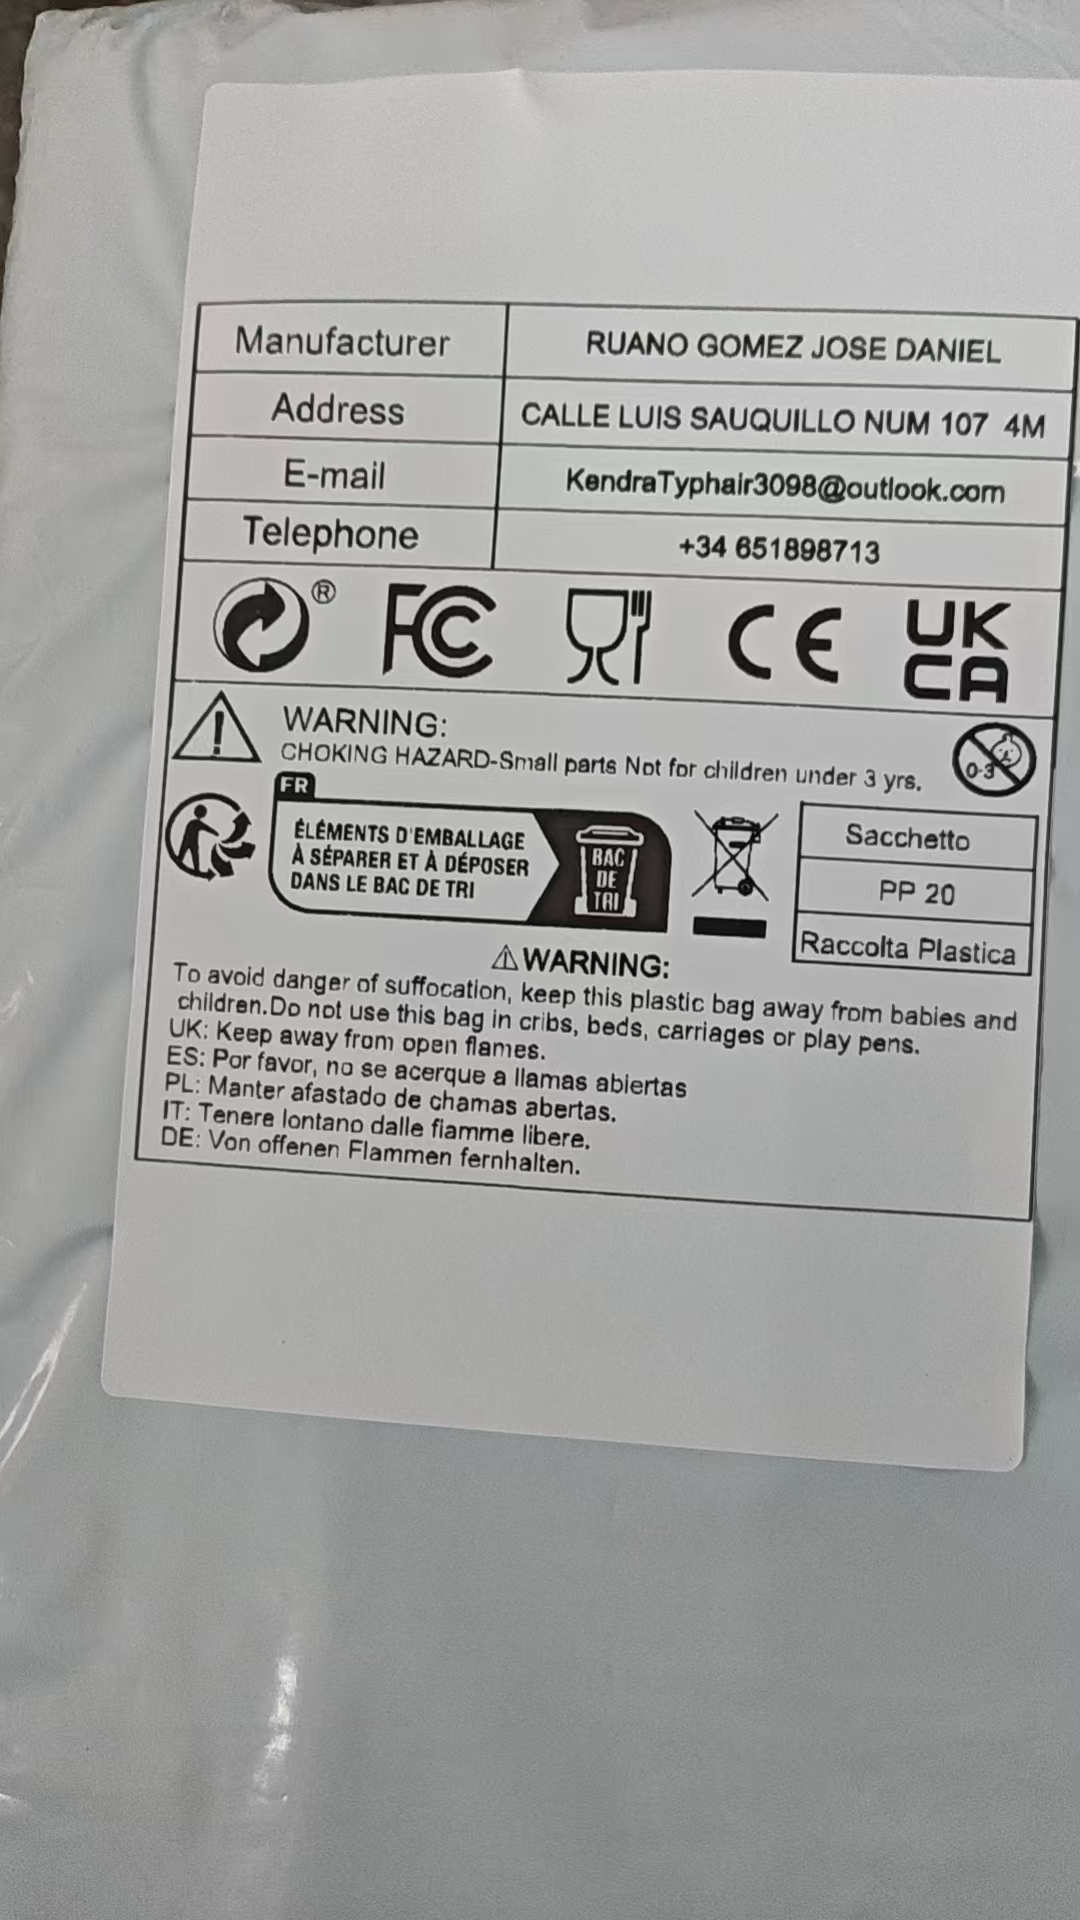 Manufacturer RUANO GOMEZ JOSE DANIEL
Address CALLE LUIS SAUQUILLO NUM 107 4M
E-mail KendraTyphair3098@outlook.com
Telephone +34 651898713
® FC CE UK
CA
WARNING:
CHOKING HAZARD-Small parts Not for children under 3 yrs.
0-3
FR
ÉLÉMENTS D'EMBALLAGE
À SÉPARER ET À DÉPOSER
DANS LE BAC DE TRI
BAC
DE
TRI
Sacchetto
PP 20
Raccolta Plastica
WARNING:
To avoid danger of suffocation, keep this plastic bag away from babies and
children.Do not use this bag in cribs, beds, carriages or play pens.
UK: Keep away from open flames.
ES: Por favor, no se acerque a llamas abiertas
PL: Manter afastado de chamas abertas.
IT: Tenere lontano dalle fiamme libere.
DE: Von offenen Flammen fernhalten.